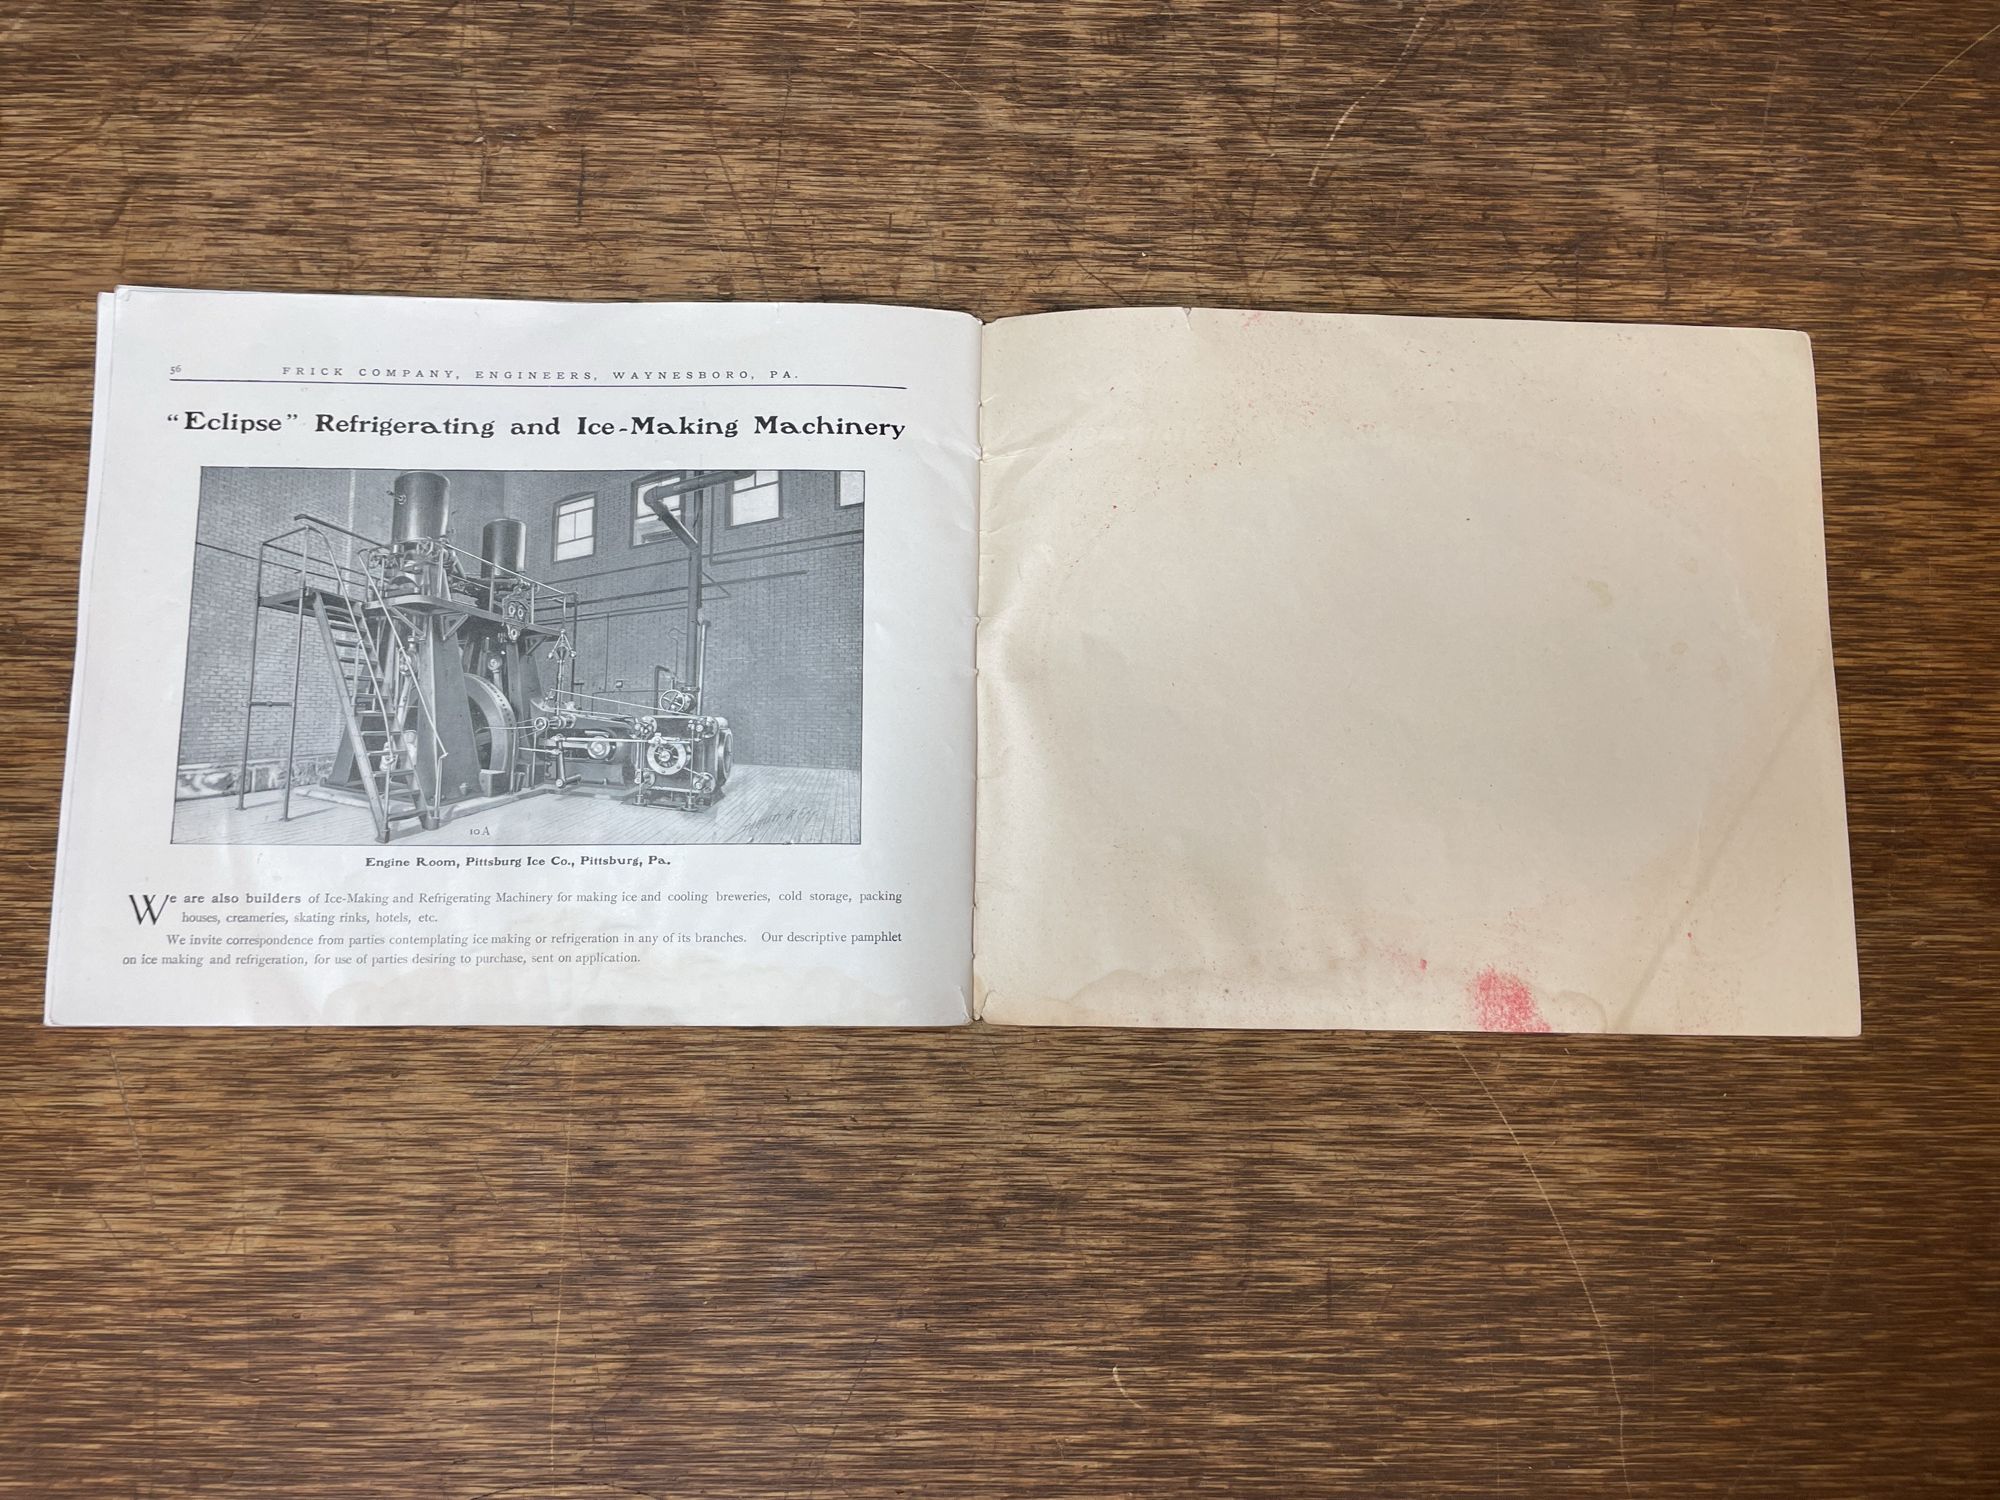 56
FRICK COMPANY, ENGINEERS, WAYNESBORO, PA.
“Eclipse” Refrigerating and Ice-Making Machinery
10A
Engine Room, Pittsburg Ice Co., Pittsburg, Pa.
We are also builders of Ice-Making and Refrigerating Machinery for making ice and cooling breweries, cold storage, packing
houses, creameries, skating rinks, hotels, etc.
We invite correspondence from parties contemplating ice making or refrigeration in any of its branches. Our descriptive pamphlet
on ice making and refrigeration, for use of parties desiring to purchase, sent on application.